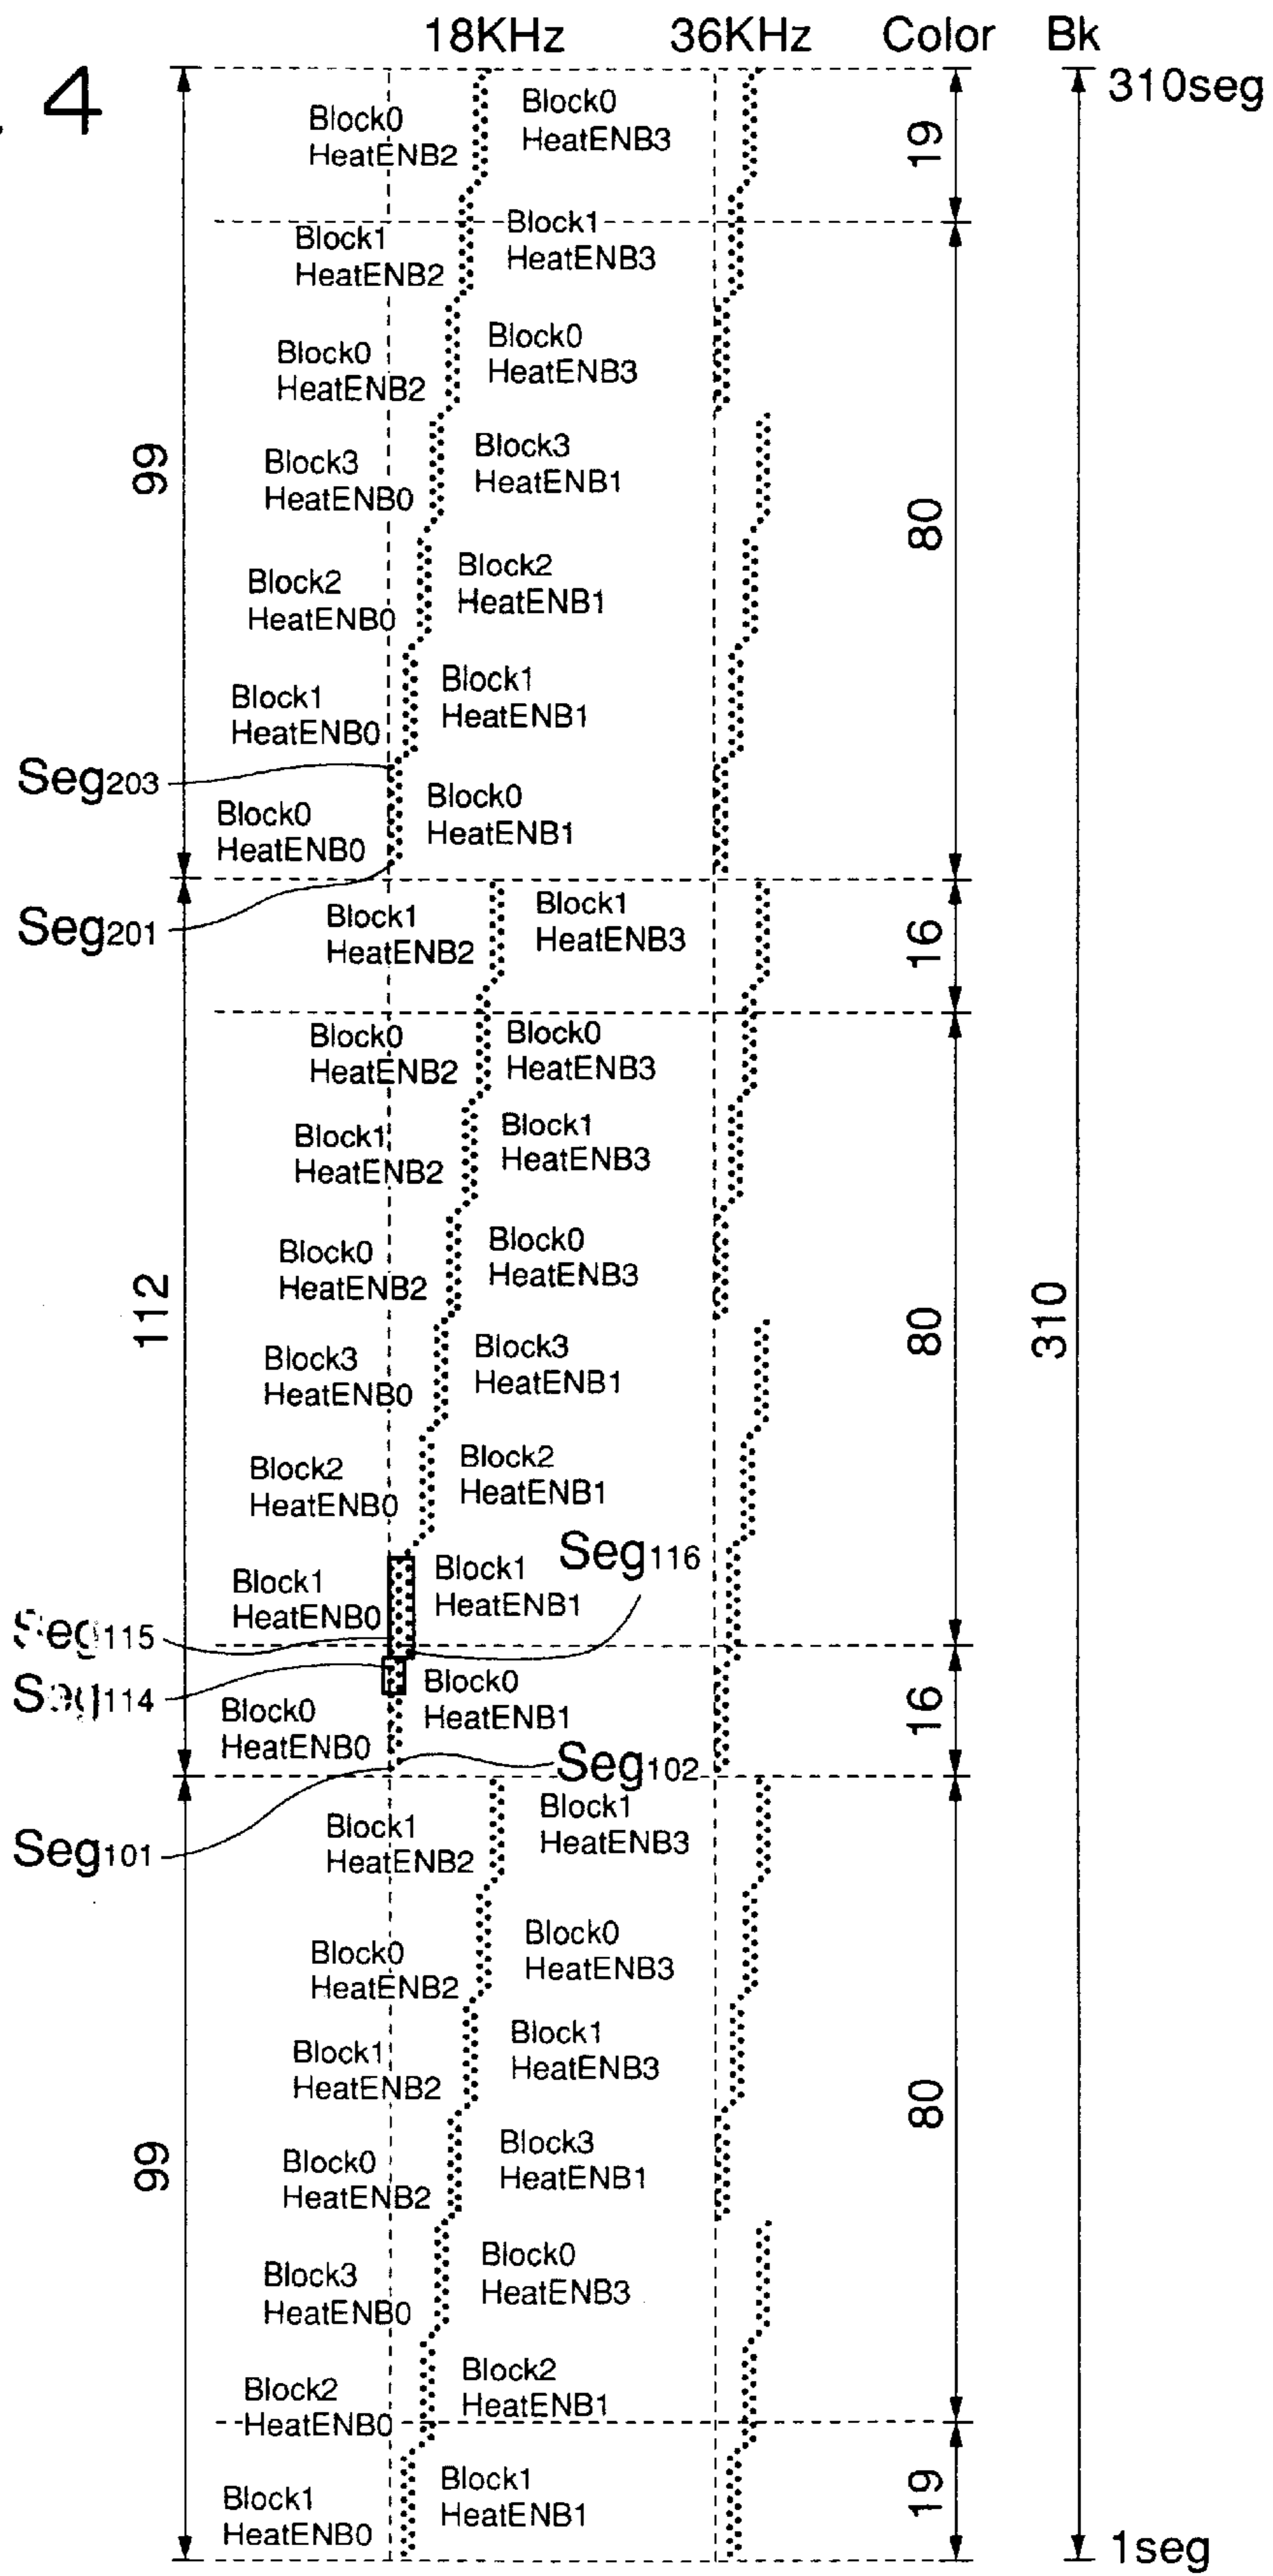 4
18KHz 36KHz Color Bk
310seg
Block0
HeatENB2
Block0
HeatENB3
19
Block1
HeatENB2
Block1
HeatENB3
Block0
HeatENB2
Block0
HeatENB3
99
Block3
HeatENB0
Block3
HeatENB1
80
Block2
HeatENB0
Block2
HeatENB1
Block1
HeatENB0
Block1
HeatENB1
Seg203
Block0
HeatENB0
Block0
HeatENB1
Seg201
Block1
HeatENB2
Block1
HeatENB3
16
Block0
HeatENB2
Block0
HeatENB3
Block1
HeatENB2
Block1
HeatENB3
Block0
HeatENB2
Block0
HeatENB3
112
80
310
Block3
HeatENB0
Block3
HeatENB1
Block2
HeatENB0
Block2
HeatENB1
Seg116
Block1
HeatENB0
Block1
HeatENB1
Seg115
Seg114
Block0
HeatENB0
Block0
HeatENB1
16
Seg102
Seg101
Block1
HeatENB2
Block1
HeatENB3
Block0
HeatENB2
Block0
HeatENB3
Block1
HeatENB2
Block1
HeatENB3
80
99
Block0
HeatENB2
Block3
HeatENB1
Block3
HeatENB0
Block0
HeatENB3
Block2
HeatENB0
Block2
HeatENB1
19
Block1
HeatENB0
Block1
HeatENB1
1seg